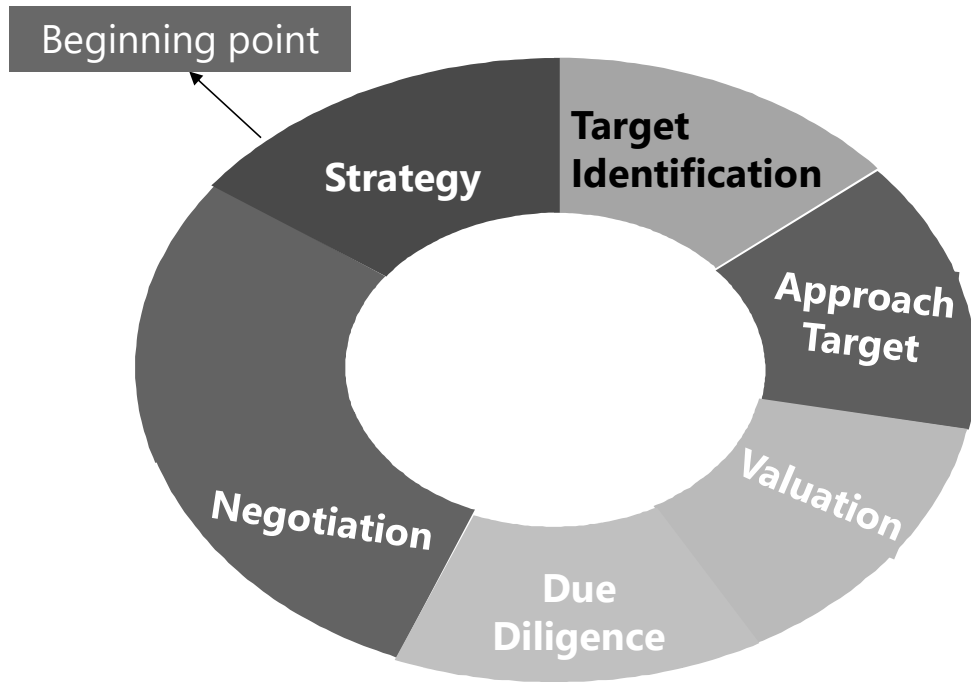 Beginning point
Strategy
Target
Identification
Approach
Target
Valuation
Due
Diligence
Negotiation